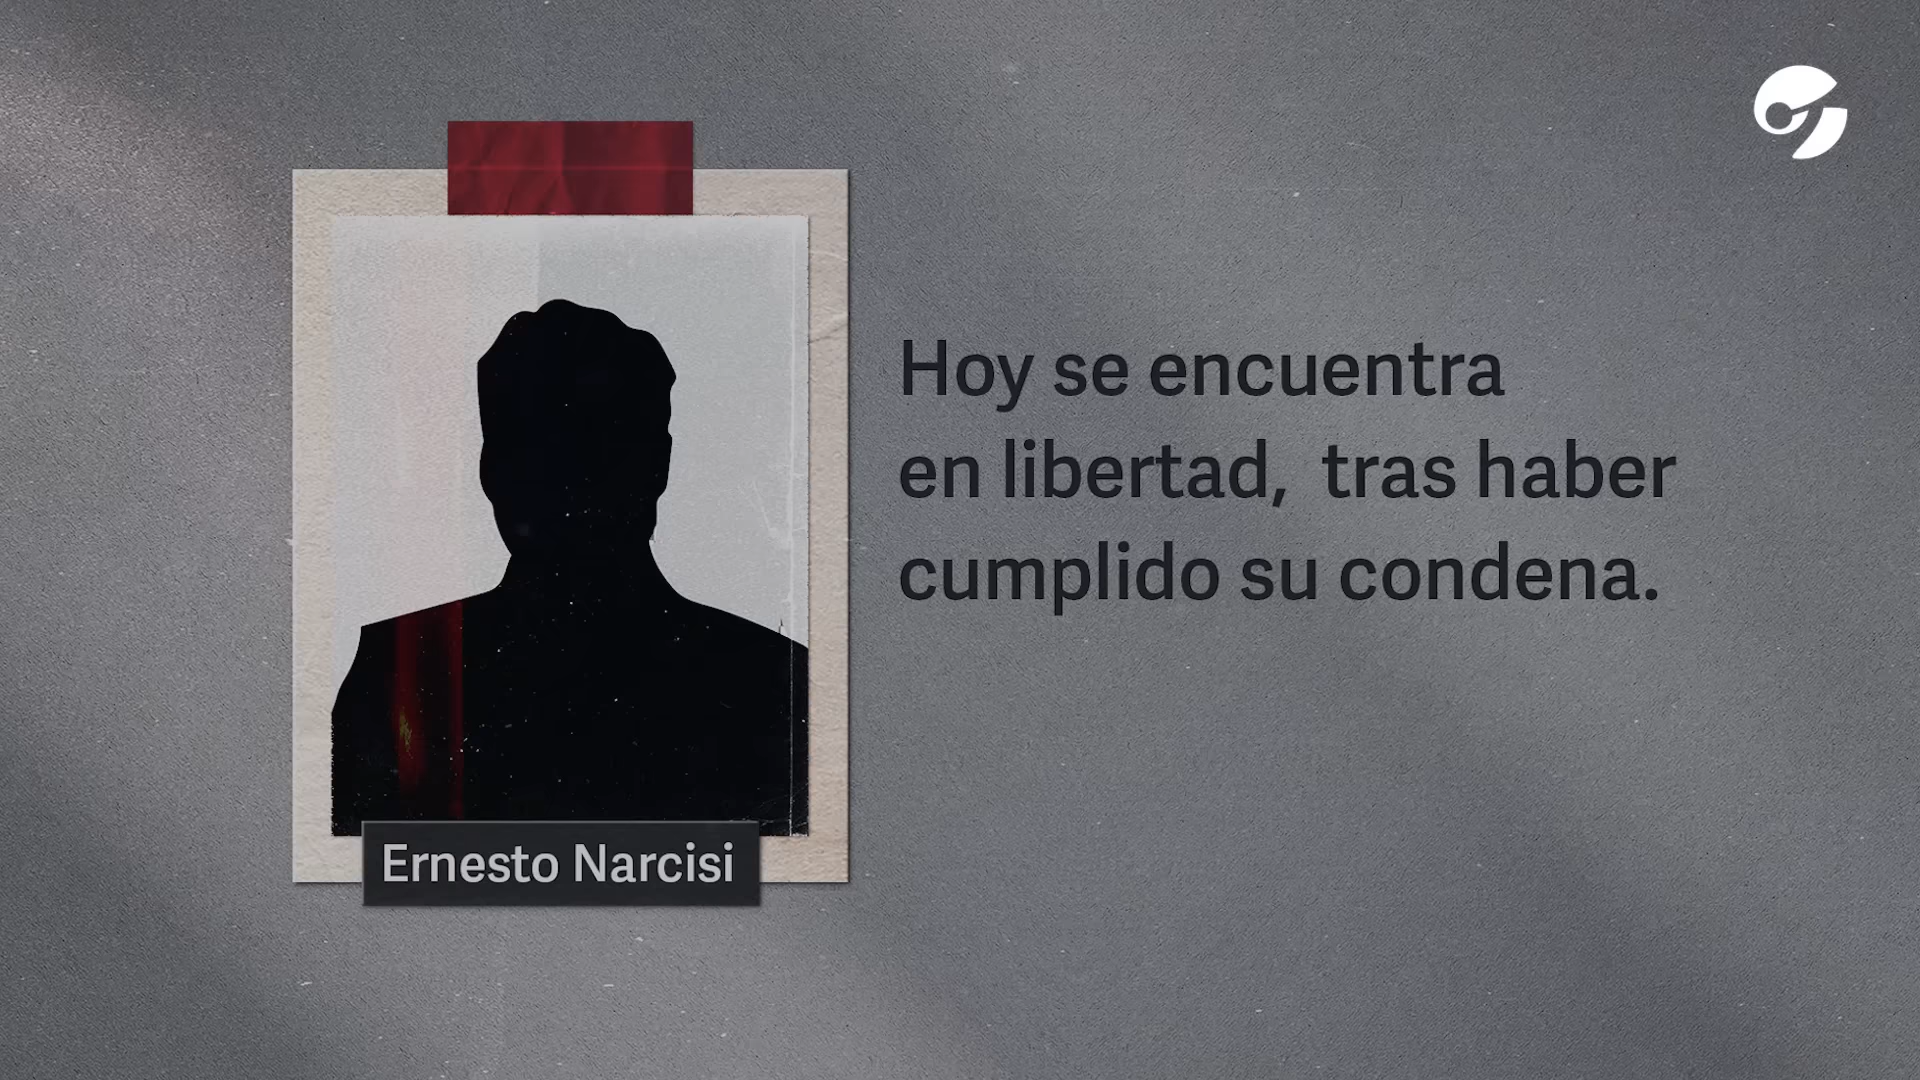 Hoy se encuentra
en libertad, tras haber
cumplido su condena.
Ernesto Narcisi